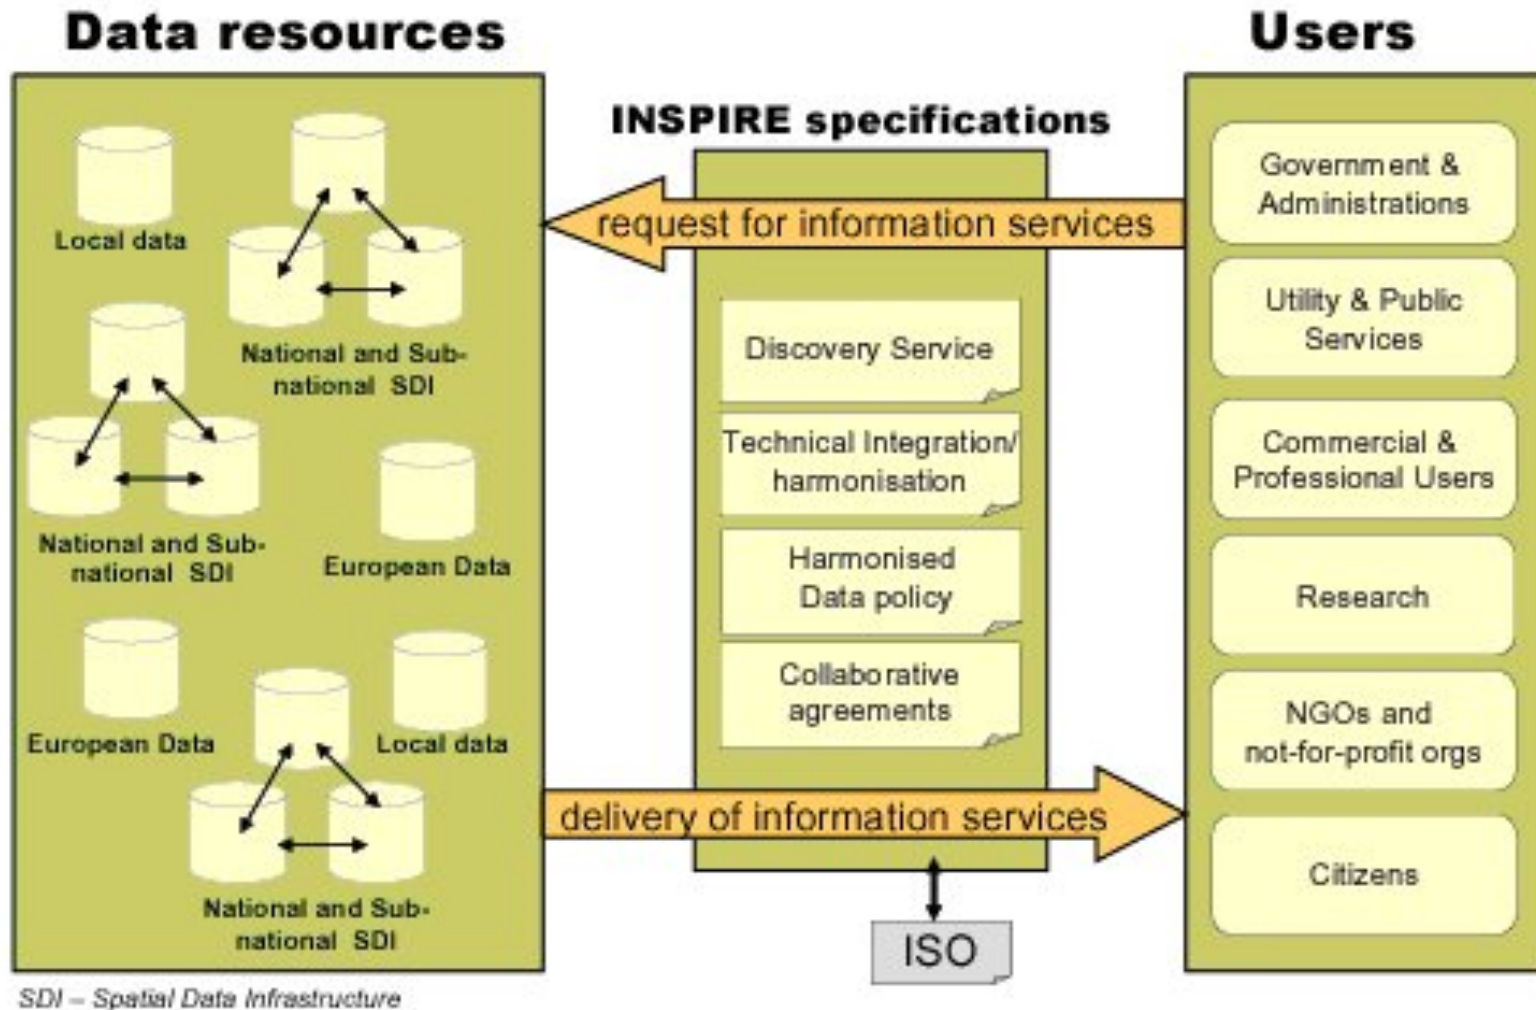 Data resources
Users
INSPIRE specifications
Local data
National and Sub-
national SDI
National and Sub-
national SDI
European Data
European Data
Local data
National and Sub-
national SDI
SDI – Spatial Data Infrastructure
request for information services
Discovery Service
Technical Integration/
harmonisation
Harmonised
Data policy
Collaborative
agreements
delivery of information services
ISO
Government &
Administrations
Utility & Public
Services
Commercial &
Professional Users
Research
NGOs and
not-for-profit orgs
Citizens